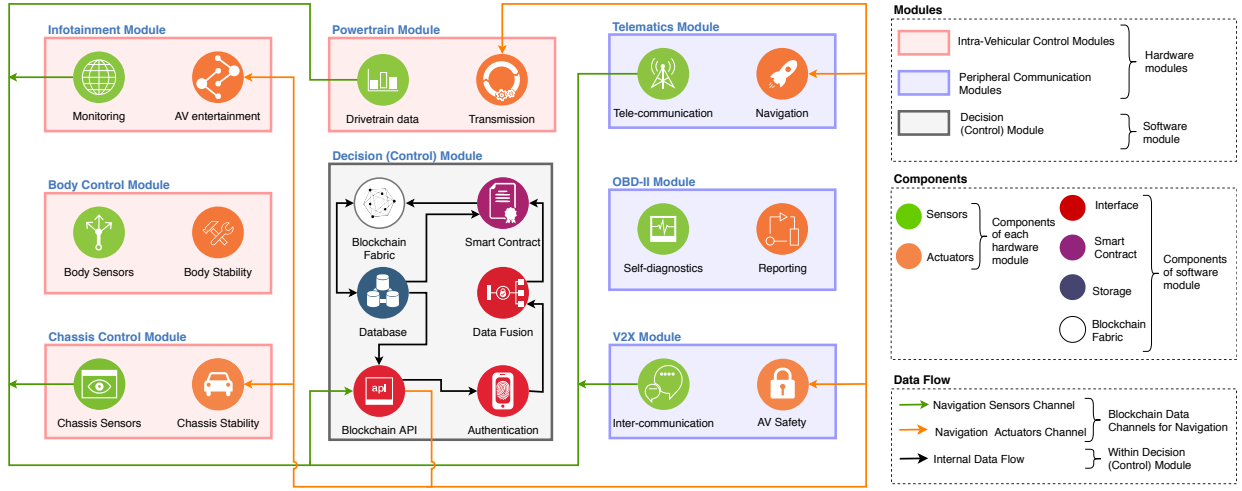 Infotainment Module
Monitoring
AV entertainment
Powertrain Module
Drivetrain data
Transmission
Telematics Module
Tele-communication
Navigation
Body Control Module
Body Sensors
Body Stability
Decision (Control) Module
Blockchain
Fabric
Smart Contract
Database
Data Fusion
apI
Blockchain API
Authentication
OBD-II Module
Self-diagnostics
Reporting
Chassis Control Module
Chassis Sensors
Chassis Stability
V2X Module
Inter-communication
AV Safety
Modules
Intra-Vehicular Control Modules
Peripheral Communication
Modules
Hardware
modules
Decision
(Control) Module
Software
module
Components
Sensors
Actuators
Components
of each
hardware
module
Interface
Smart
Contract
Storage
Blockchain
Fabric
Components
of software
module
Data Flow
Navigation Sensors Channel
Navigation Actuators Channel
Blockchain Data
Channels for Navigation
Internal Data Flow
Within Decision
(Control) Module